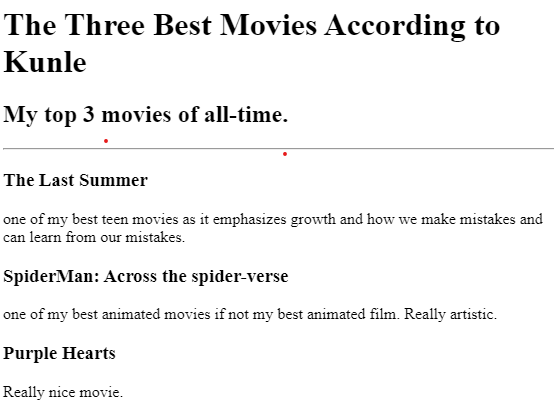 The Three Best Movies According to
Kunle
My top 3 movies of all-time.
The Last Summer
one of my best teen movies as it emphasizes growth and how we make mistakes and
can learn from our mistakes.
SpiderMan: Across the spider-verse
one of my best animated movies if not my best animated film. Really artistic.
Purple Hearts
Really nice movie.